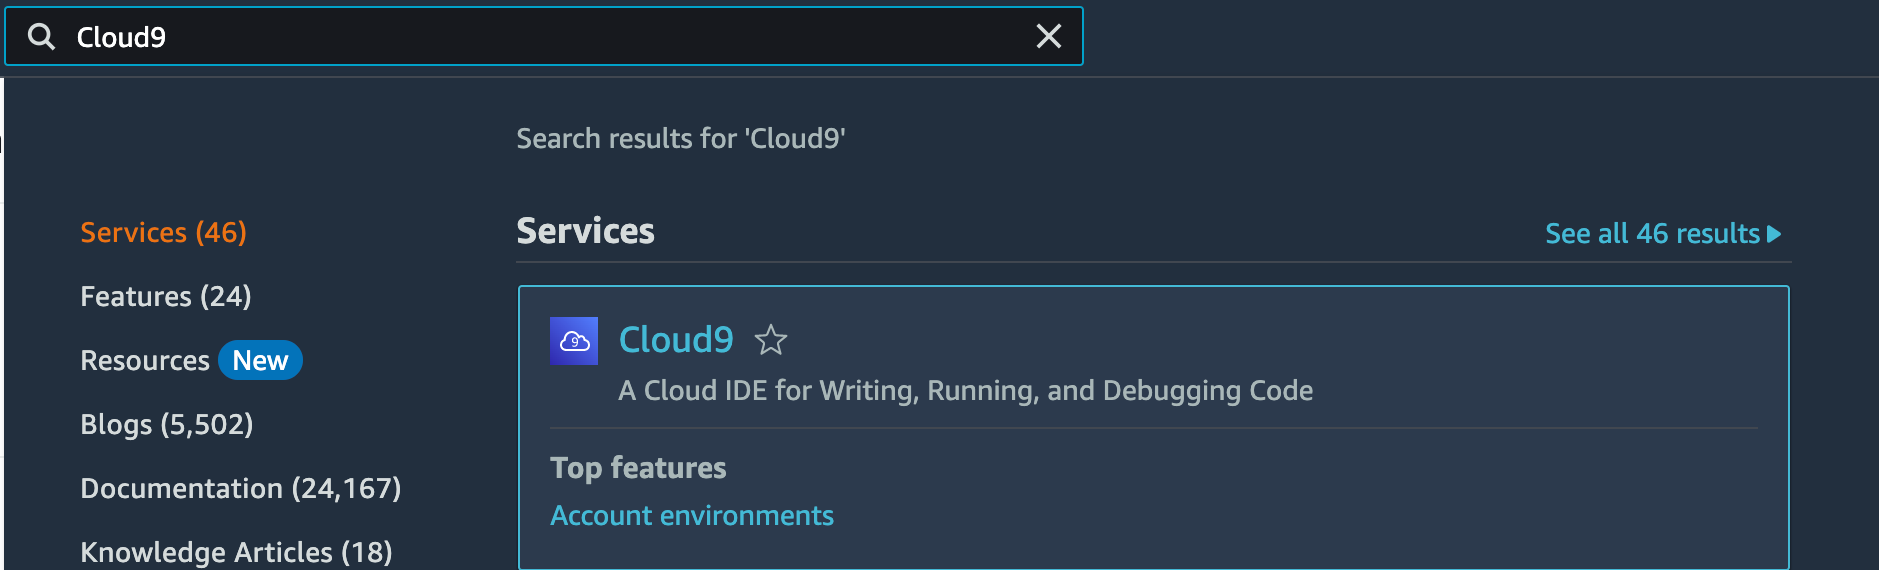 Cloud9
Search results for 'Cloud9'
Services (46)
Features (24)
Resources New
Blogs (5,502)
Documentation (24,167)
Knowledge Articles (18)
Services
See all 46 results
9
Cloud9
A Cloud IDE for Writing, Running, and Debugging Code
Top features
Account environments